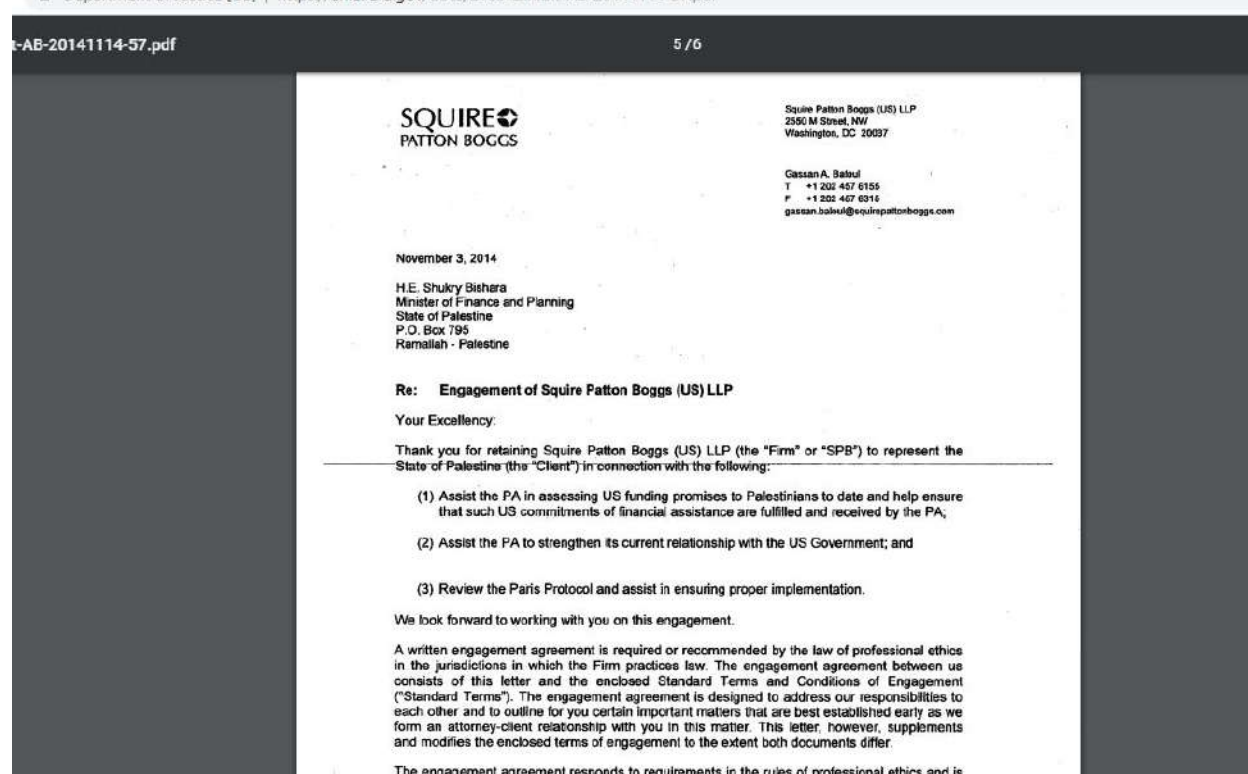 t-AB-20141114-57.pdf
5/6
SQUIRE
PATTON BOGGS
Squire Patton Boggs (US) LLP
2550 M Street, NW
Washington, DC 20037
Gassan A. Baloul
T +1 202 457 6155
F +1 202 457 6315
gassan.baloul@squirepattonboggs.com
November 3, 2014
H.E. Shukry Bishara
Minister of Finance and Planning
State of Palestine
P.O. Box 795
Ramallah - Palestine
Re: Engagement of Squire Patton Boggs (US) LLP
Your Excellency:
Thank you for retaining Squire Patton Boggs (US) LLP (the "Firm" or "SPB") to represent the
State of Palestine (the "Client") in connection with the following:
(1) Assist the PA in assessing US funding promises to Palestinians to date and help ensure
that such US commitments of financial assistance are fulfilled and received by the PA;
(2) Assist the PA to strengthen its current relationship with the US Government; and
(3) Review the Paris Protocol and assist in ensuring proper implementation.
We look forward to working with you on this engagement.
A written engagement agreement is required or recommended by the law of professional ethics
in the jurisdictions in which the Firm practices law. The engagement agreement between us
consists of this letter and the enclosed Standard Terms and Conditions of Engagement
("Standard Terms"). The engagement agreement is designed to address our responsibilities to
each other and to outline for you certain important matters that are best established early as we
form an attorney-client relationship with you in this matter. This letter, however, supplements
and modifies the enclosed terms of engagement to the extent both documents differ.
The engagement agreement responds to requirements in the rules of professional ethics and is